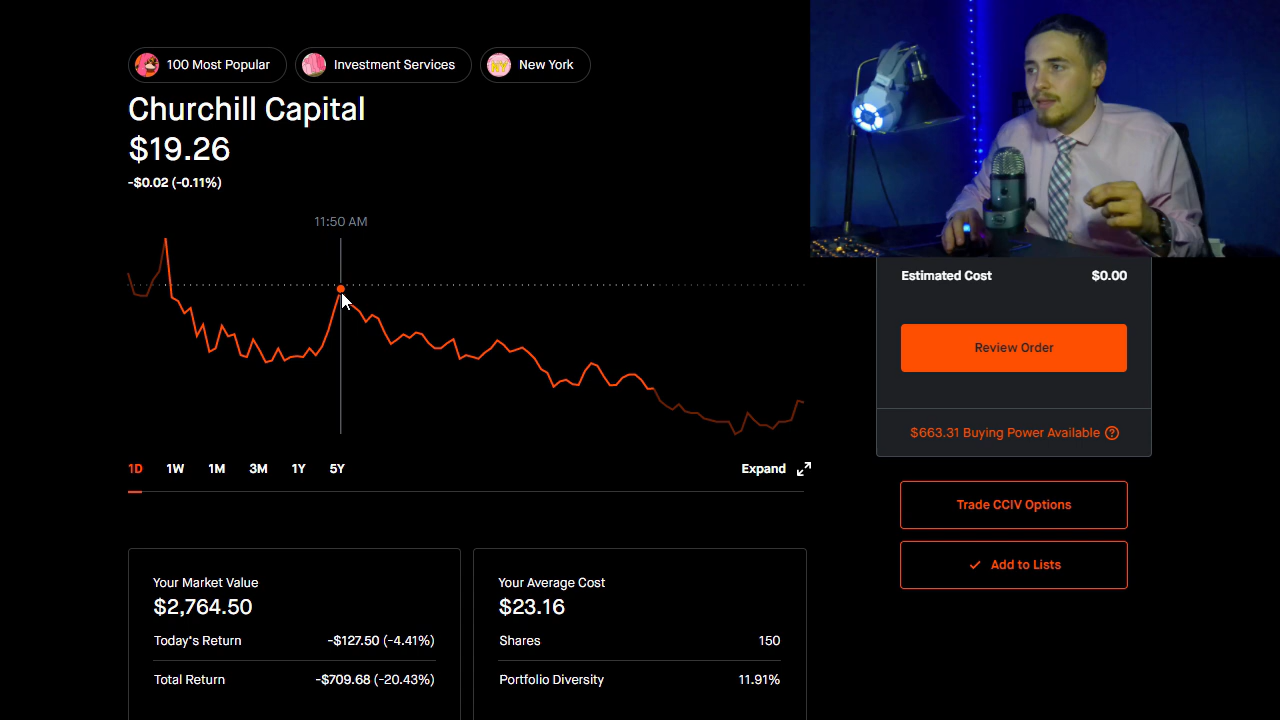 100 Most Popular
Investment Services
NY
New York
Churchill Capital
$19.26
-$0.02 (-0.11%)
11:50 AM
1D
1W
1M
3M
1Y
5Y
Expand
Estimated Cost
$0.00
Review Order
$663.31 Buying Power Available ?
Trade CCIV Options
Add to Lists
Your Market Value
$2,764.50
Today's Return
-$127.50 (-4.41%)
Total Return
-$709.68 (-20.43%)
Your Average Cost
$23.16
Shares
150
Portfolio Diversity
11.91%